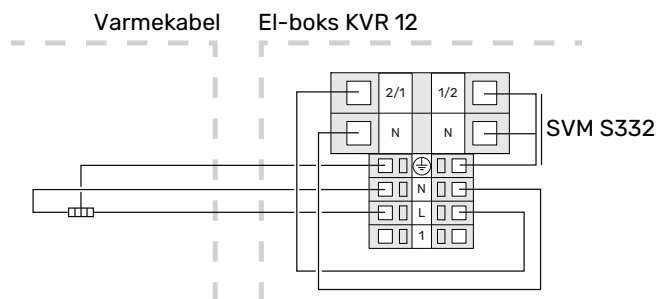 Varmekabel El-boks KVR 12
2/1 1/2
N N
SVM S332
N
L
1